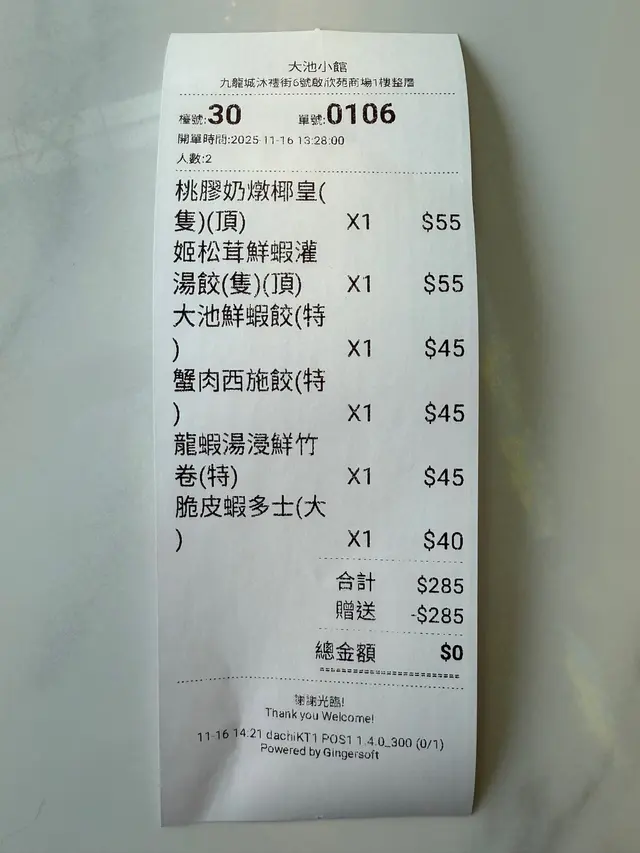 大池小館
九龍城沐禮街6號啟欣苑商場1樓整層
檯號:30 單號:0106
開單時間:2025-11-16 13:28:00
人數:2
桃膠奶燉椰皇(
隻)(頂) X1 $55
姬松茸鮮蝦灌
湯餃(隻)(頂) X1 $55
大池鮮蝦餃(特
) X1 $45
蟹肉西施餃(特
) X1 $45
龍蝦湯浸鮮竹
卷(特) X1 $45
脆皮蝦多士(大
) X1 $40
合計 $285
贈送 -$285
總金額 $0
謝謝光臨!
Thank you Welcome!
11-16 14:21 dachiKT1 POS1 1.4.0_300 (0/1)
Powered by Gingersoft